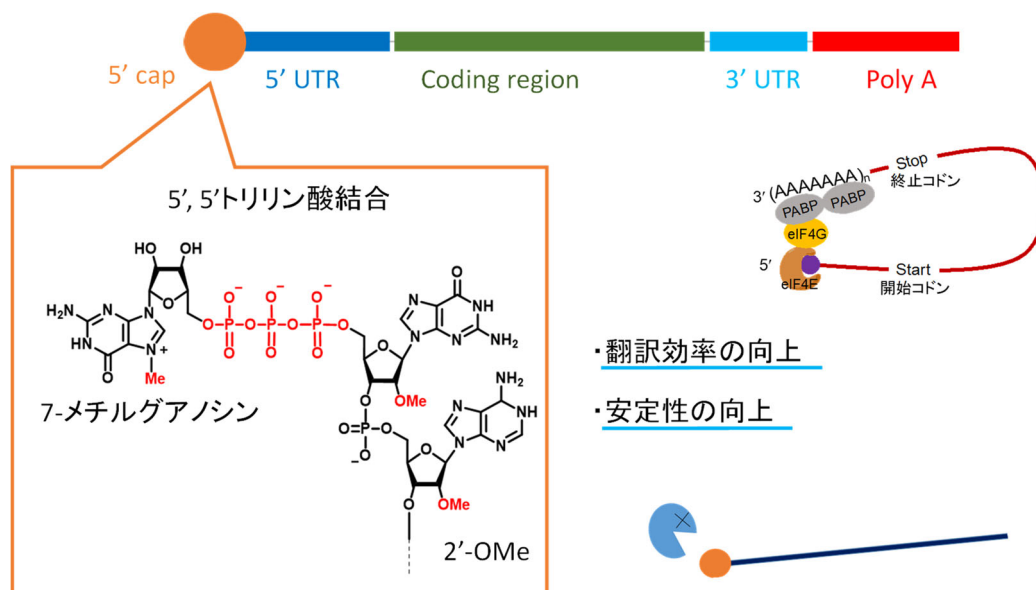 5′ cap
5′ UTR
Coding region
3′ UTR
Poly A
5′, 5′トリリン酸結合
HO OH
O⁻ O⁻ O⁻
O
N
NH
H₂N N N
O O P O P O P O
N N NH₂
HN
N+
O O O
O
O
Me
O OMe
NH₂
7-メチルグアノシン
N NH
O=P O
N N
O⁻
O
O OMe
2′-OMe
3′ (AAAAAAA)n
Stop
終止コドン
PABP PABP
eIF4G
5′
eIF4E
Start
開始コドン
・翻訳効率の向上
・安定性の向上
X